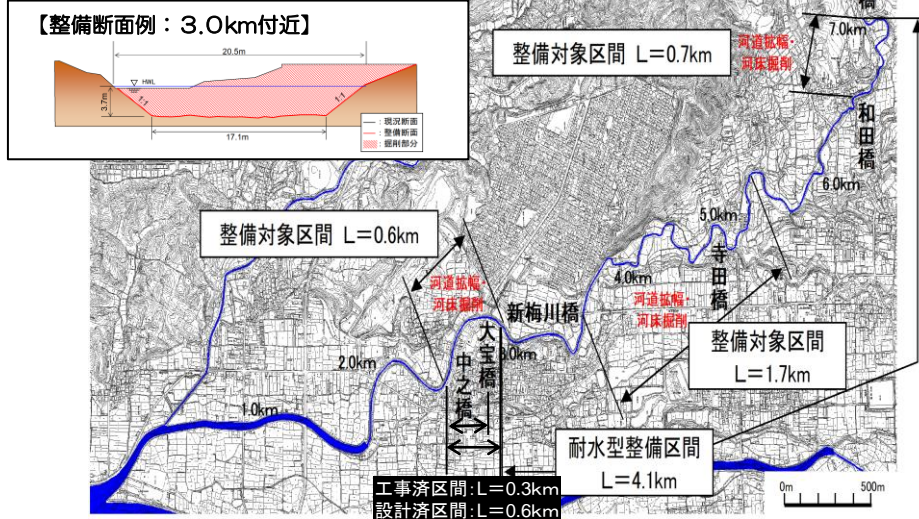 【整備断面例：３.０km付近】
20.5m
HWL
3.7m
1:1
1:1
17.1m
：現況断面
：整備断面
：掘削部分
橋
7.0km
整備対象区間 L=0.7km
河道拡幅・
河床掘削
和田橋
6.0km
整備対象区間 L=0.6km
河道拡幅・
河床掘削
5.0km
寺田橋
4.0km
河道拡幅・
河床掘削
新梅川橋
3.0km
大宝橋
中之橋
2.0km
1.0km
整備対象区間
L=1.7km
耐水型整備区間
L=4.1km
工事済区間:L=0.3km
設計済区間:L=0.6km
0m 500m